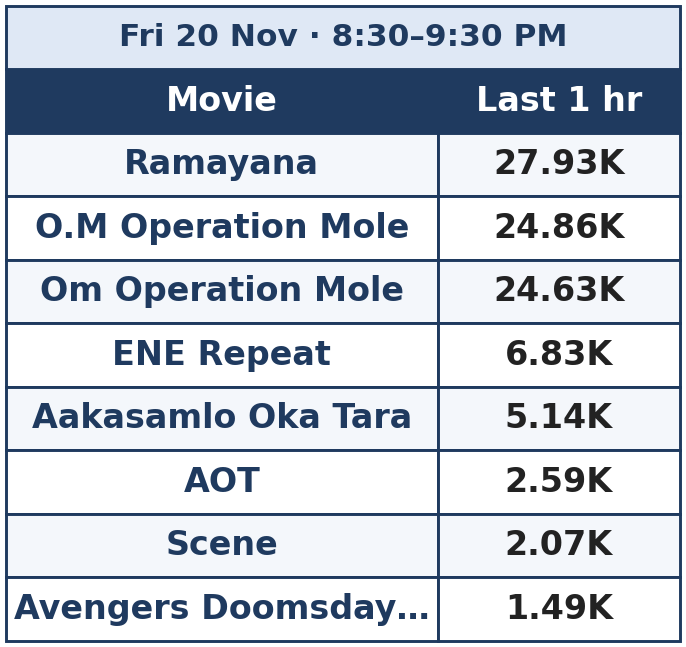 Fri 20 Nov · 8:30–9:30 PM
Movie Last 1 hr
Ramayana 27.93K
O.M Operation Mole 24.86K
Om Operation Mole 24.63K
ENE Repeat 6.83K
Aakasamlo Oka Tara 5.14K
AOT 2.59K
Scene 2.07K
Avengers Doomsday… 1.49K